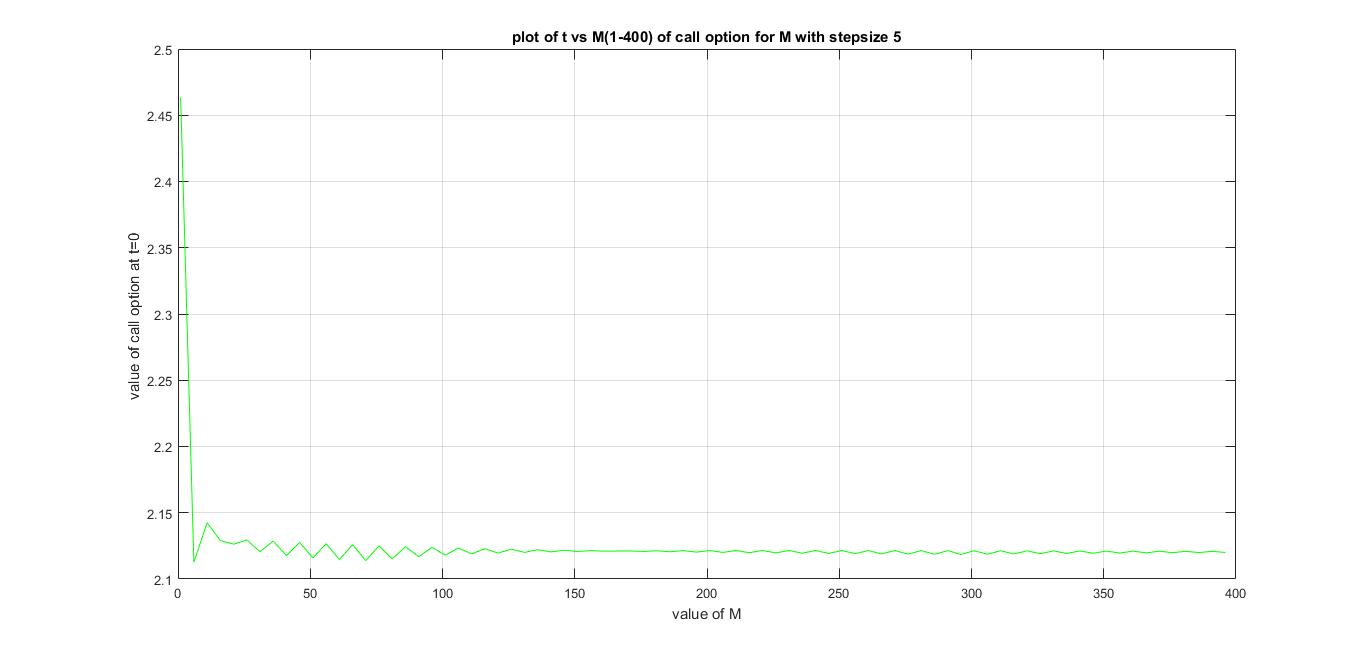 plot of t vs M(1-400) of call option for M with stepsize 5
2.5
2.45
2.4
2.35
2.3
2.25
2.2
2.15
2.1
value of call option at t=0
0 50 100 150 200 250 300 350 400
value of M